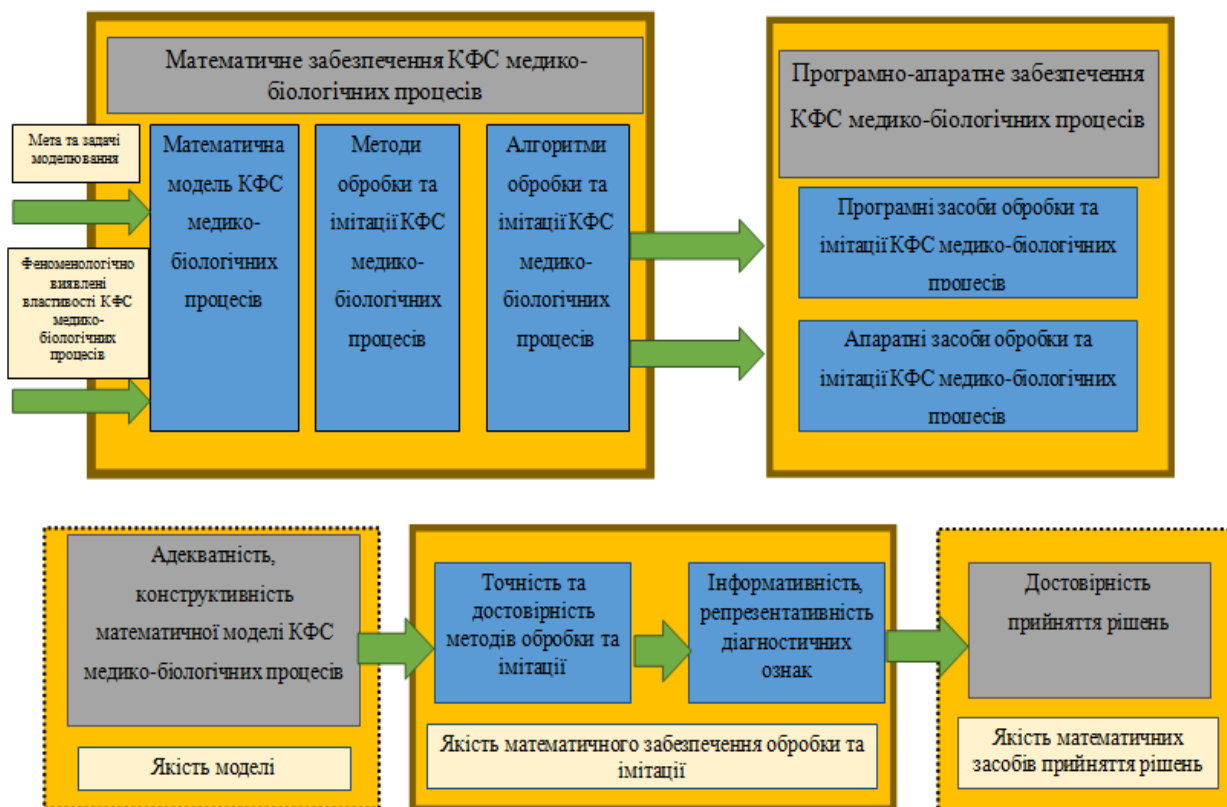 Математичне забезпечення КФС медико-
біологічних процесів
Мета та задачі
моделювання
Феноменологічно
виявлені
властивості КФС
медико-
біологічних
процесів
Математична
модель КФС
медико-
біологічних
процесів
Методи
обробки та
імітації КФС
медико-
біологічних
процесів
Алгоритми
обробки та
імітації КФС
медико-
біологічних
процесів
Програмно-апаратне забезпечення
КФС медико-біологічних процесів
Програмні засоби обробки та
імітації КФС медико-біологічних
процесів
Апаратні засоби обробки та
імітації КФС медико-біологічних
процесів
Адекватність,
конструктивність
математичної моделі КФС
медико-біологічних процесів
Якість моделі
Точність та
достовірність
методів обробки та
імітації
Інформативність,
репрезентативність
діагностичних
ознак
Якість математичного забезпечення обробки та
імітації
Достовірність
прийняття рішень
Якість математичних
засобів прийняття рішень